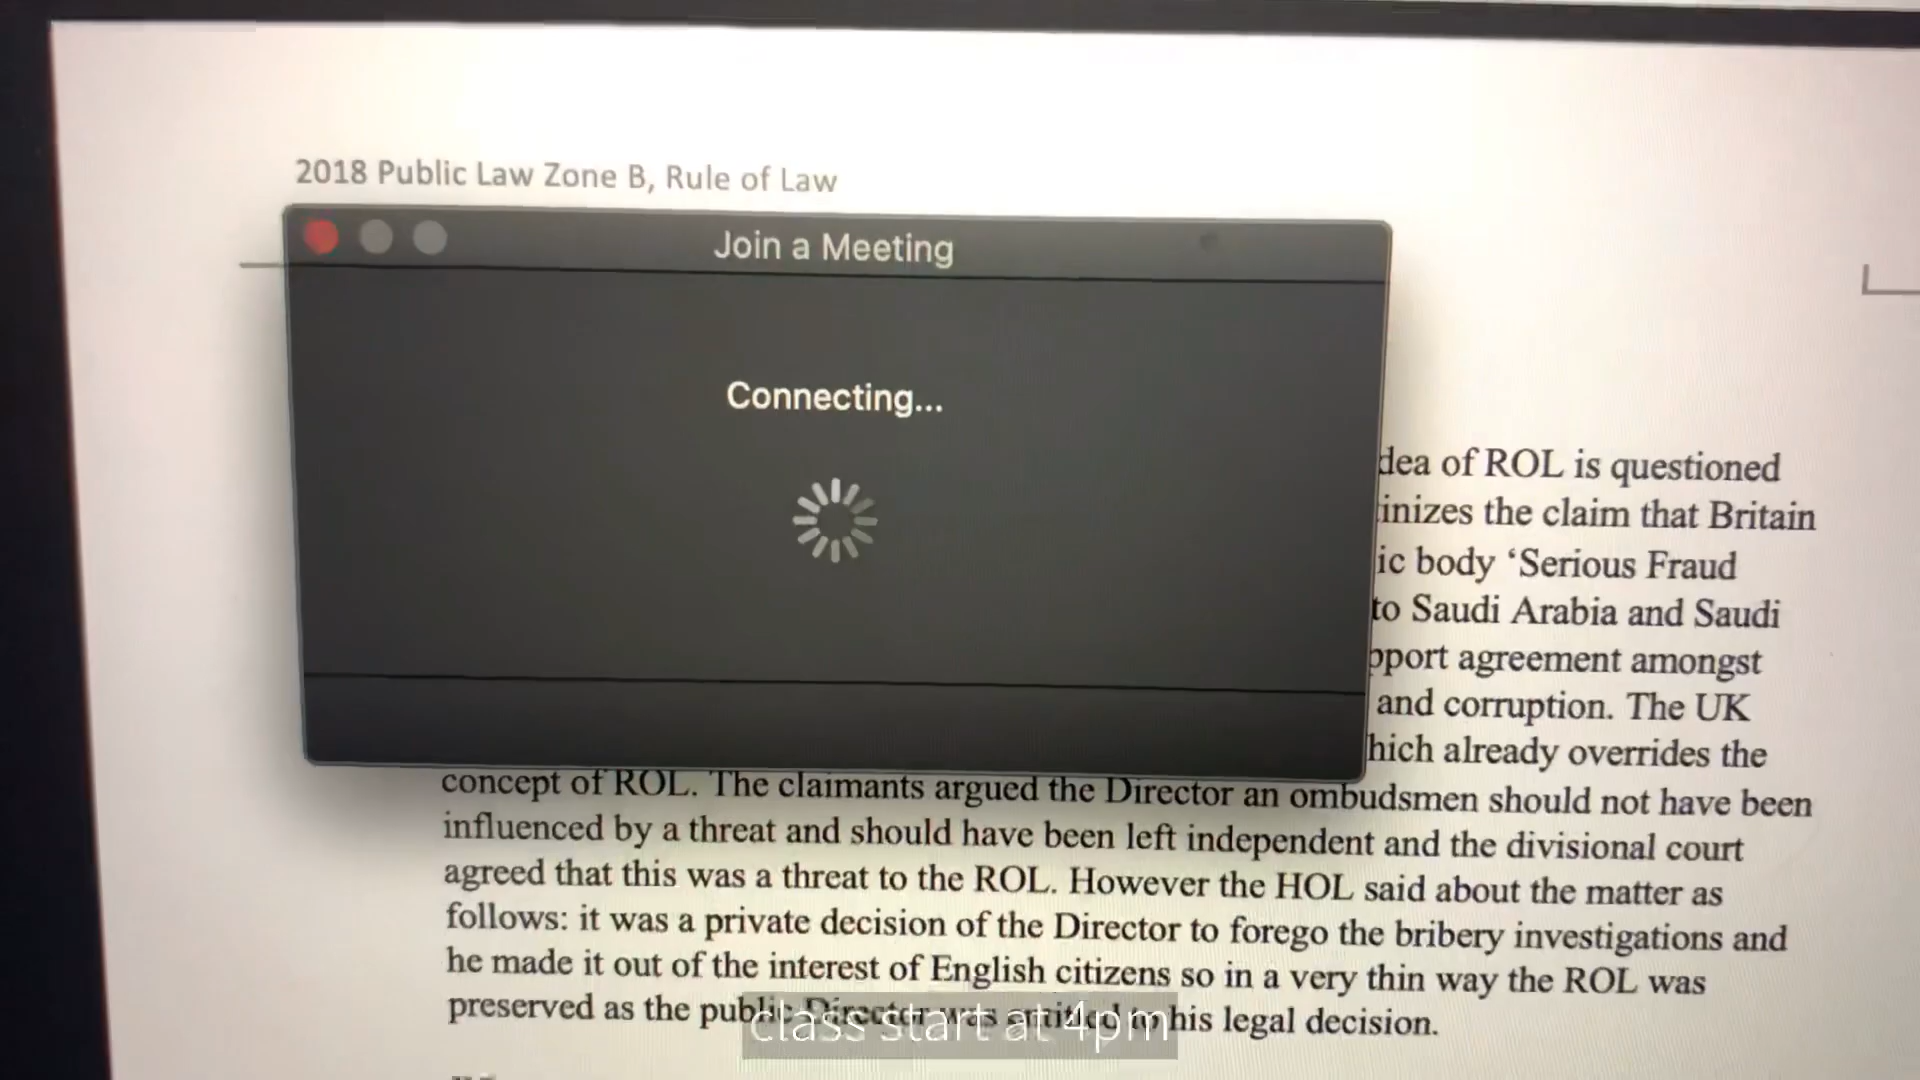 2018 Public Law Zone B, Rule of Law
Join a Meeting
Connecting...
dea of ROL is questioned
inizes the claim that Britain
ic body ‘Serious Fraud
to Saudi Arabia and Saudi
pport agreement amongst
and corruption. The UK
hich already overrides the
concept of ROL. The claimants argued the Director an ombudsmen should not have been
influenced by a threat and should have been left independent and the divisional court
agreed that this was a threat to the ROL. However the HOL said about the matter as
follows: it was a private decision of the Director to forego the bribery investigations and
he made it out of the interest of English citizens so in a very thin way the ROL was
preserved as the public Director was entitled to his legal decision.
class start at 4pm